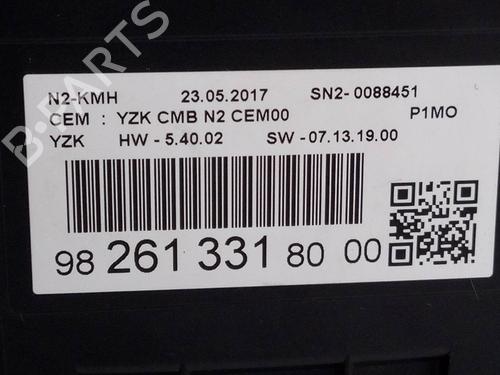 B-PARTS
N2-KMH 23.05.2017 SN2- 0088451
CEM : YZK CMB N2 CEM00 P1MO
YZK HW - 5.40.02 SW - 07.13.19.00
98 261 331 80 00